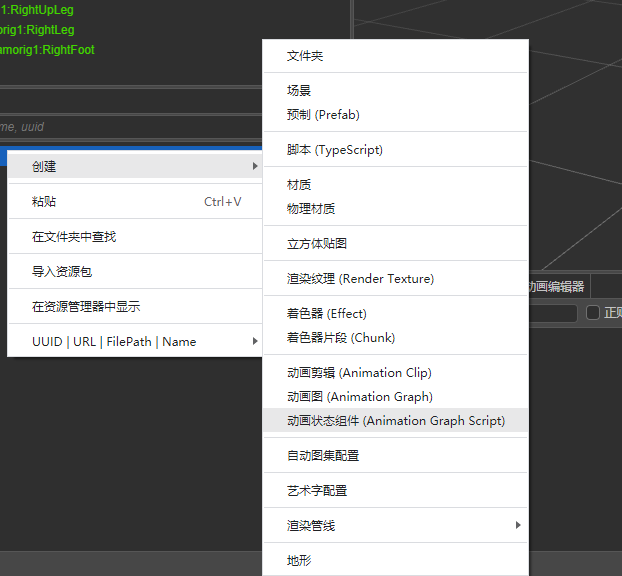 1:RightUpLeg
orig1:RightLeg
amorig1:RightFoot
me, uuid
创建
粘贴 Ctrl+V
在文件夹中查找
导入资源包
在资源管理器中显示
UUID | URL | FilePath | Name
文件夹
场景
预制 (Prefab)
脚本 (TypeScript)
材质
物理材质
立方体贴图
渲染纹理 (Render Texture)
着色器 (Effect)
着色器片段 (Chunk)
动画剪辑 (Animation Clip)
动画图 (Animation Graph)
动画状态组件 (Animation Graph Script)
自动图集配置
艺术字配置
渲染管线
地形
动画编辑器
正则